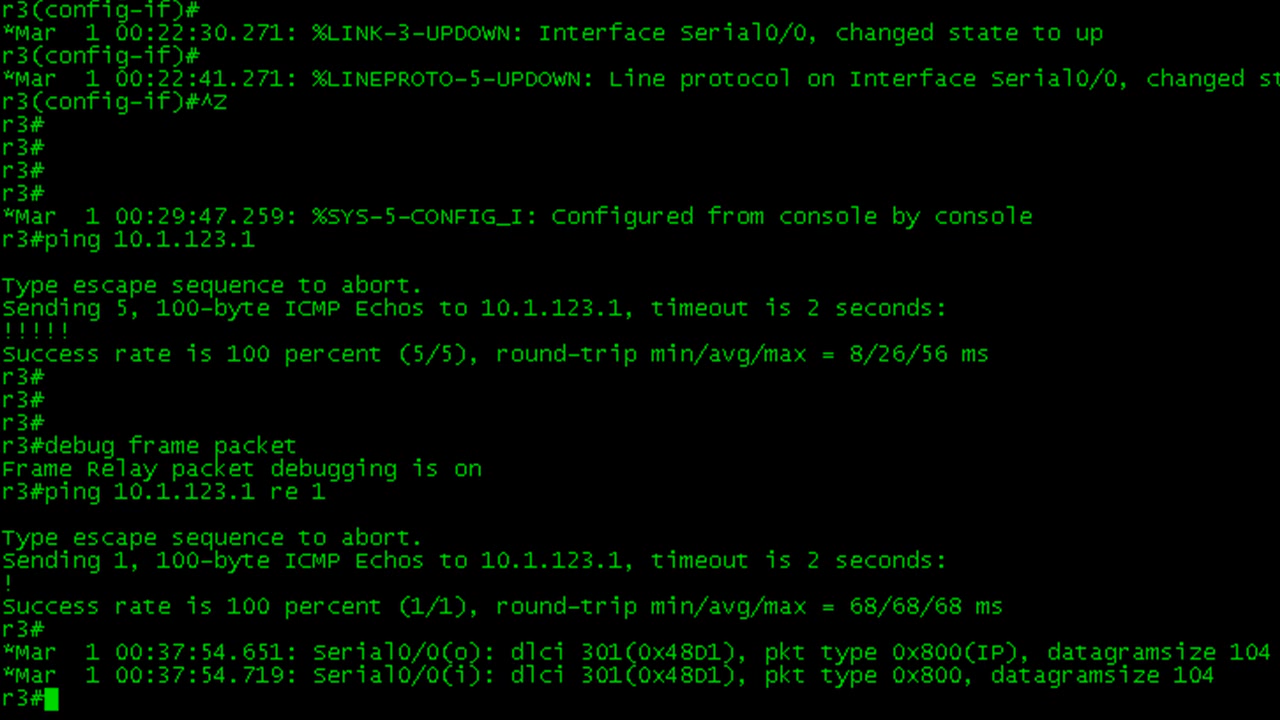 r3(config-if)#
*Mar  1 00:22:30.271: %LINK-3-UPDOWN: Interface Serial0/0, changed state to up
r3(config-if)#
*Mar  1 00:22:41.271: %LINEPROTO-5-UPDOWN: Line protocol on Interface Serial0/0, changed st
r3(config-if)#^Z
r3#
r3#
r3#
r3#
*Mar  1 00:29:47.259: %SYS-5-CONFIG_I: Configured from console by console
r3#ping 10.1.123.1
Type escape sequence to abort.
Sending 5, 100-byte ICMP Echos to 10.1.123.1, timeout is 2 seconds:
!!!!!
Success rate is 100 percent (5/5), round-trip min/avg/max = 8/26/56 ms
r3#
r3#
r3#
r3#debug frame packet
Frame Relay packet debugging is on
r3#ping 10.1.123.1 re 1
Type escape sequence to abort.
Sending 1, 100-byte ICMP Echos to 10.1.123.1, timeout is 2 seconds:
!
Success rate is 100 percent (1/1), round-trip min/avg/max = 68/68/68 ms
r3#
*Mar  1 00:37:54.651: Serial0/0(o): dlci 301(0x48D1), pkt type 0x800(IP), datagramsize 104
*Mar  1 00:37:54.719: Serial0/0(i): dlci 301(0x48D1), pkt type 0x800, datagramsize 104
r3#